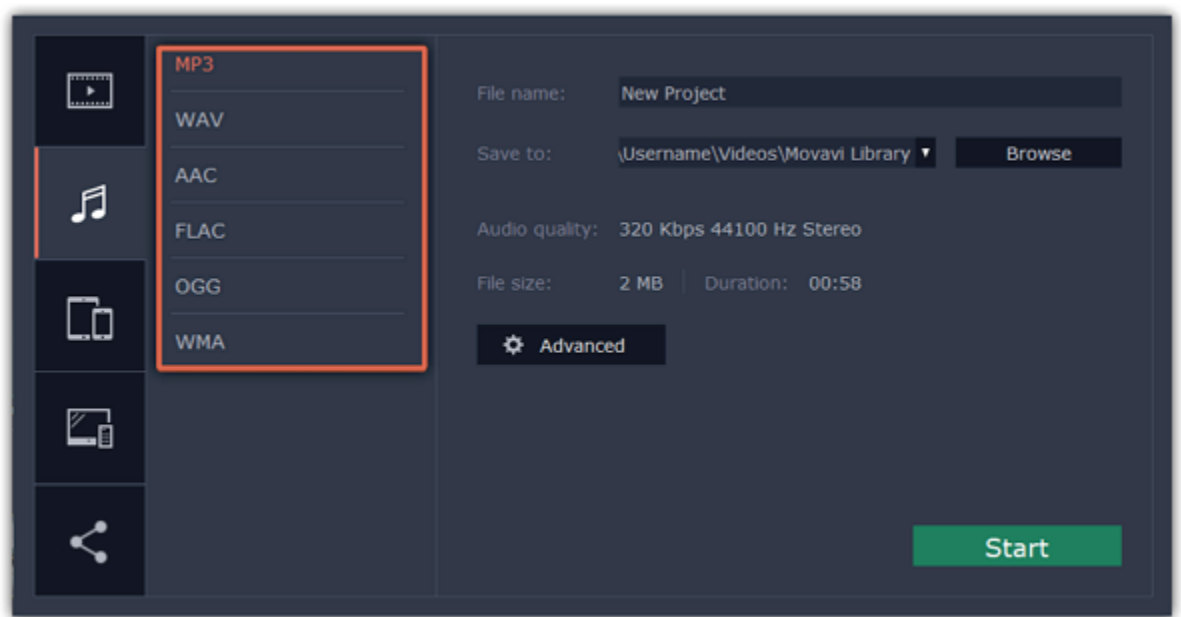 MP3
WAV
AAC
FLAC
OGG
WMA
File name: New Project
Save to: \Username\Videos\Movavi Library Browse
Audio quality: 320 Kbps 44100 Hz Stereo
File size: 2 MB Duration: 00:58
Advanced
Start